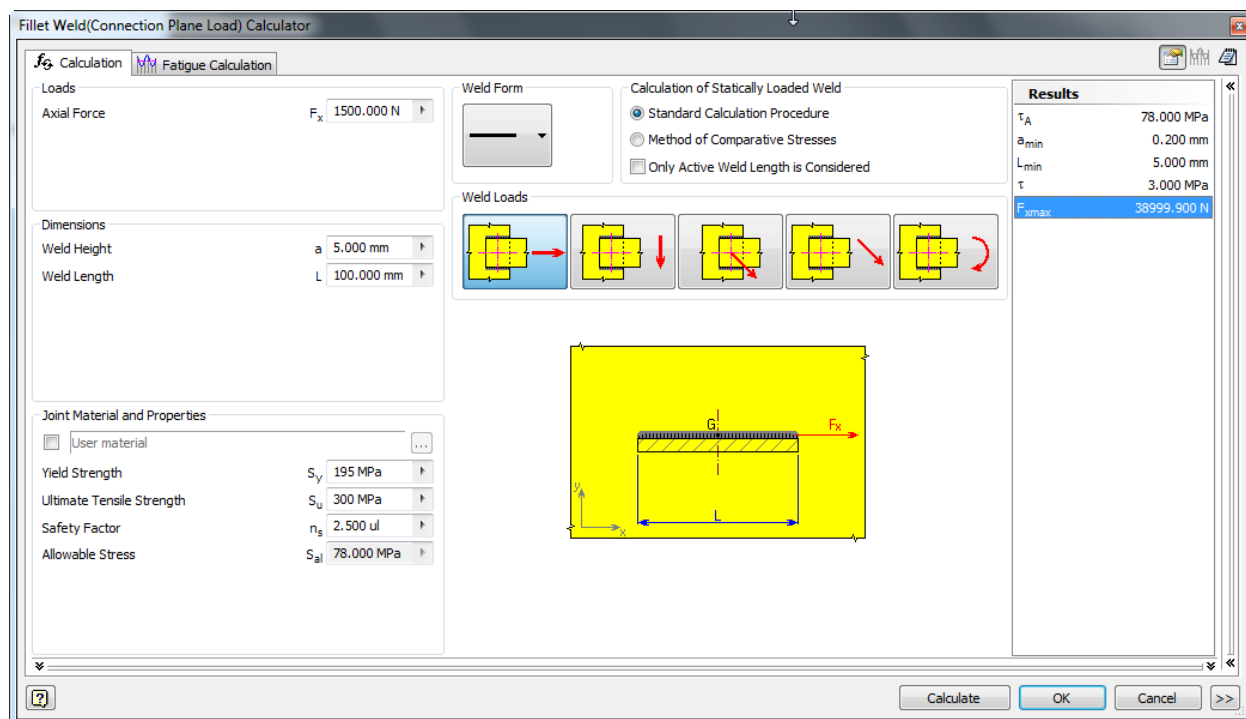 Fillet Weld(Connection Plane Load) Calculator
x
fG Calculation
Fatigue Calculation
Loads
Axial Force Fx 1500.000 N
Dimensions
Weld Height a 5.000 mm
Weld Length L 100.000 mm
Joint Material and Properties
User material ...
Yield Strength Sy 195 MPa
Ultimate Tensile Strength Su 300 MPa
Safety Factor ns 2.500 ul
Allowable Stress Sal 78.000 MPa
Weld Form
Calculation of Statically Loaded Weld
Standard Calculation Procedure
Method of Comparative Stresses
Only Active Weld Length is Considered
Weld Loads
G
Fx
L
y
x
Results
τA 78.000 MPa
amin 0.200 mm
Lmin 5.000 mm
τ 3.000 MPa
Fxmax 38999.900 N
?
Calculate
OK
Cancel
>>